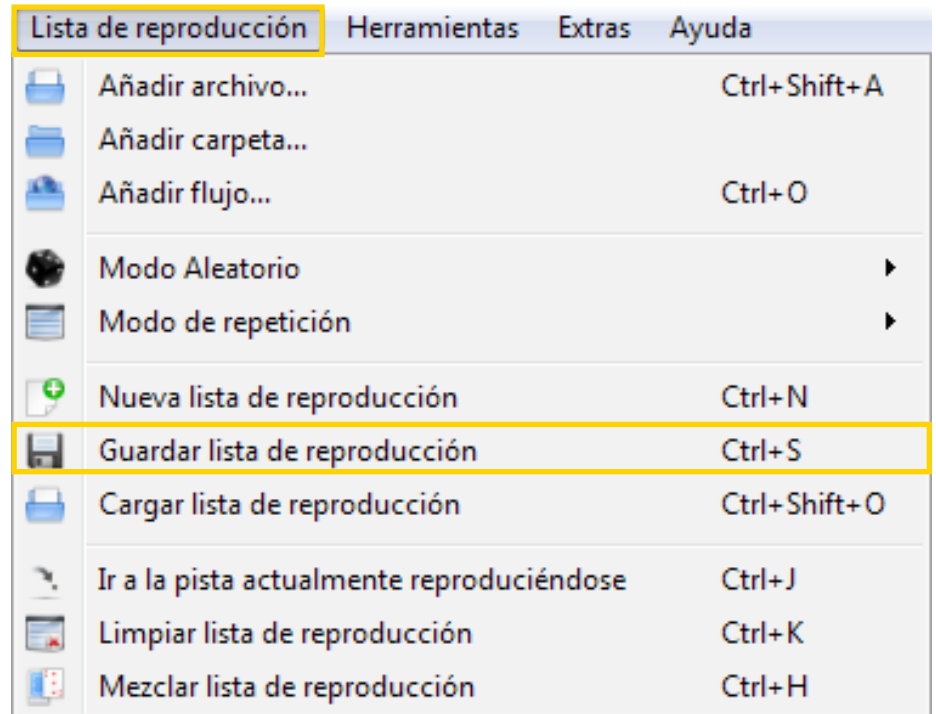 Lista de reproducción Herramientas Extras Ayuda
Añadir archivo... Ctrl+Shift+A
Añadir carpeta...
Añadir flujo... Ctrl+O
Modo Aleatorio
Modo de repetición
Nueva lista de reproducción Ctrl+N
Guardar lista de reproducción Ctrl+S
Cargar lista de reproducción Ctrl+Shift+O
Ir a la pista actualmente reproduciéndose Ctrl+J
Limpiar lista de reproducción Ctrl+K
Mezclar lista de reproducción Ctrl+H